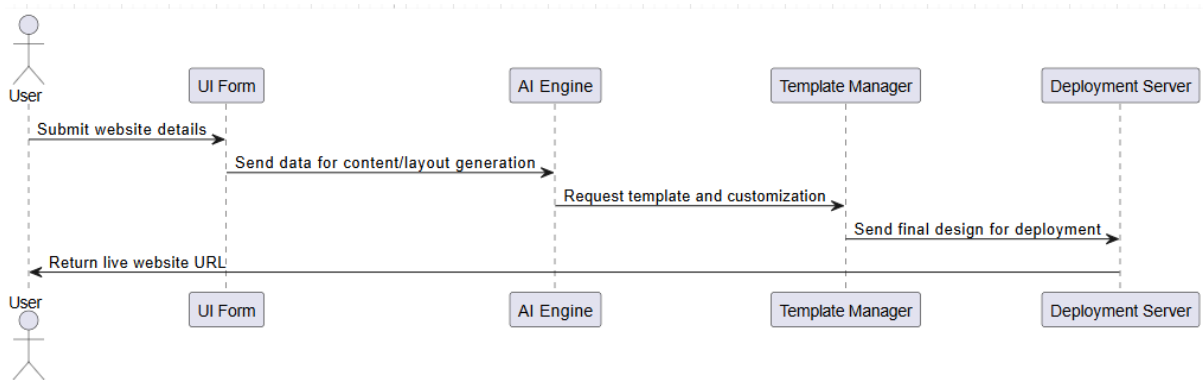 User
UI Form
AI Engine
Template Manager
Deployment Server
Submit website details
Send data for content/layout generation
Request template and customization
Send final design for deployment
Return live website URL
User
UI Form
AI Engine
Template Manager
Deployment Server